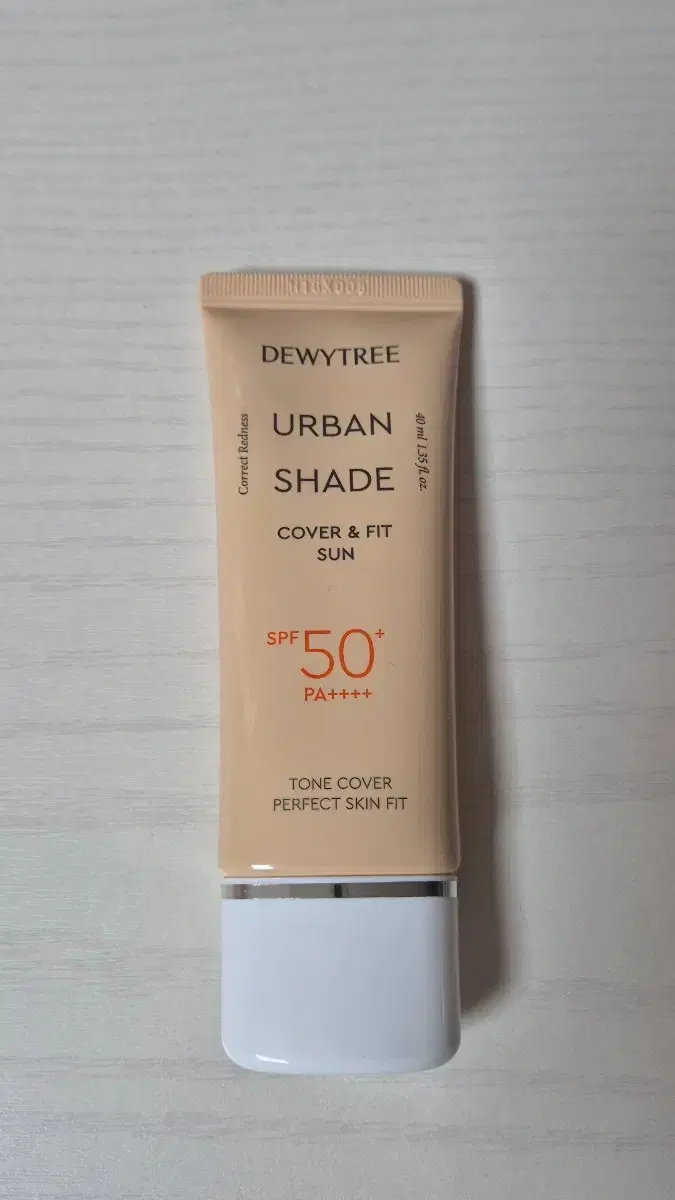 DEWYTREE
Correct Redness
URBAN
SHADE
40 ml 1.35 fl. oz.
COVER & FIT
SUN
SPF 50+
PA++++
TONE COVER
PERFECT SKIN FIT